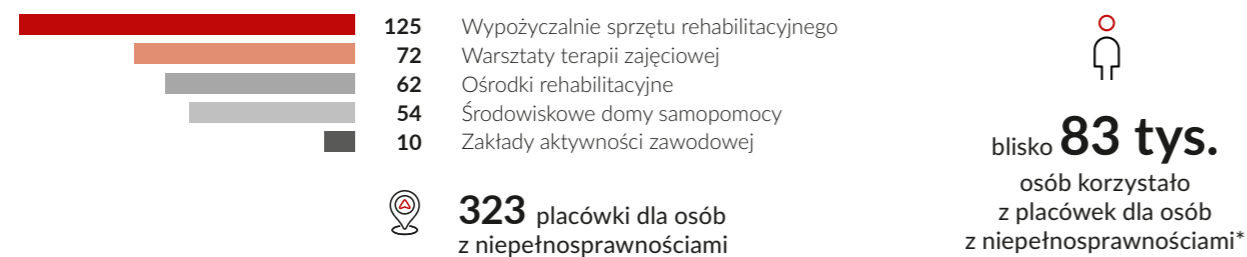 125 Wypożyczalnie sprzętu rehabilitacyjnego
72 Warsztaty terapii zajęciowej
62 Ośrodki rehabilitacyjne
54 Środowiskowe domy samopomocy
10 Zakłady aktywności zawodowej
323 placówki dla osób
z niepełnosprawnościami
blisko 83 tys.
osób korzystało
z placówek dla osób
z niepełnosprawnościami*